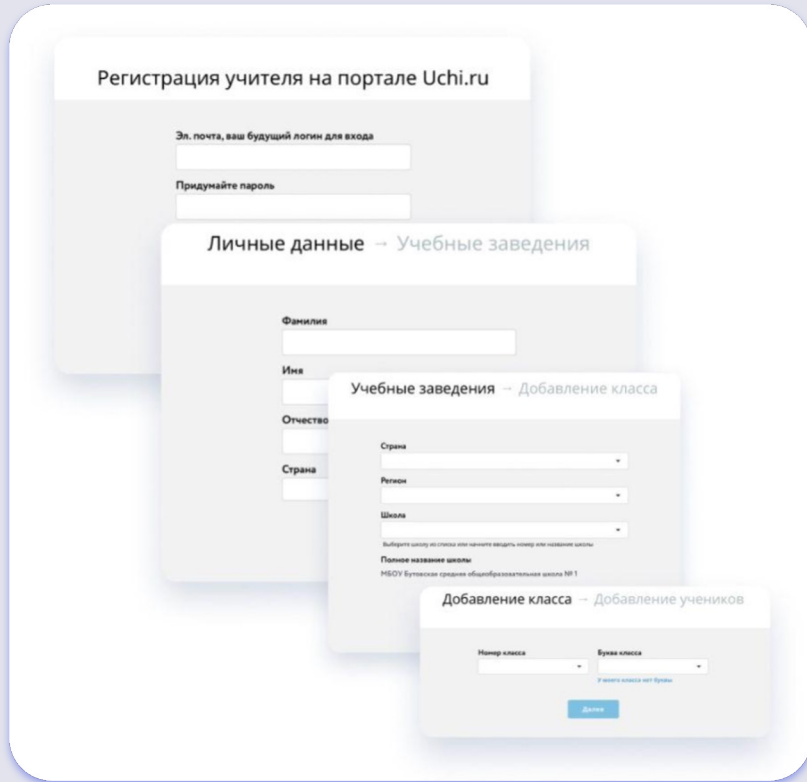 Регистрация учителя на портале Uchi.ru
Эл. почта, ваш будущий логин для входа
Придумайте пароль
Личные данные → Учебные заведения
Фамилия
Имя
Отчество
Страна
Учебные заведения → Добавление класса
Страна
Регион
Школа
Выберите школу из списка или начните вводить номер или название школы
Полное название школы
МБОУ Бутовская средняя общеобразовательная школа № 1
Добавление класса → Добавление учеников
Номер класса Буква класса
У моего класса нет буквы
Далее